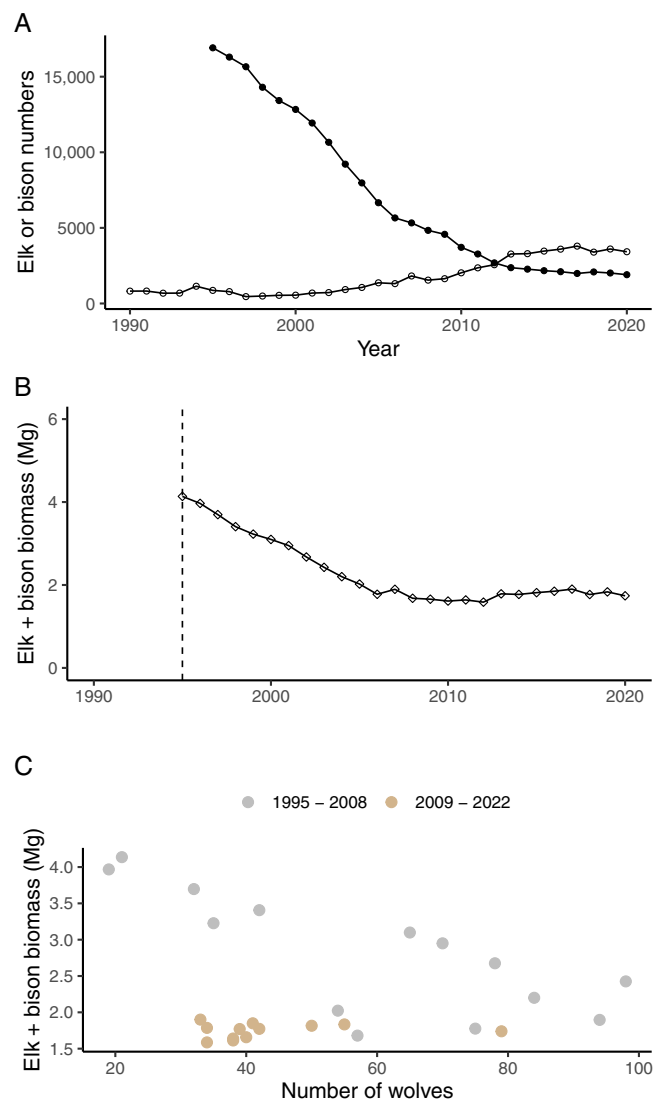 A
Elk or bison numbers
15,000
10,000
5000
0
1990
2000
2010
2020
Year
B
Elk + bison biomass (Mg)
6
4
2
0
1990
2000
2010
2020
C
1995 – 2008
2009 – 2022
Elk + bison biomass (Mg)
4.0
3.5
3.0
2.5
2.0
1.5
20
40
60
80
100
Number of wolves